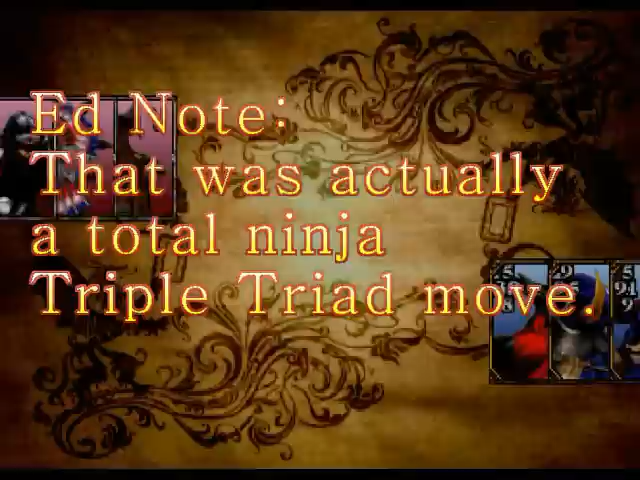 Ed Note:
That was actually
a total ninja
Triple Triad move.